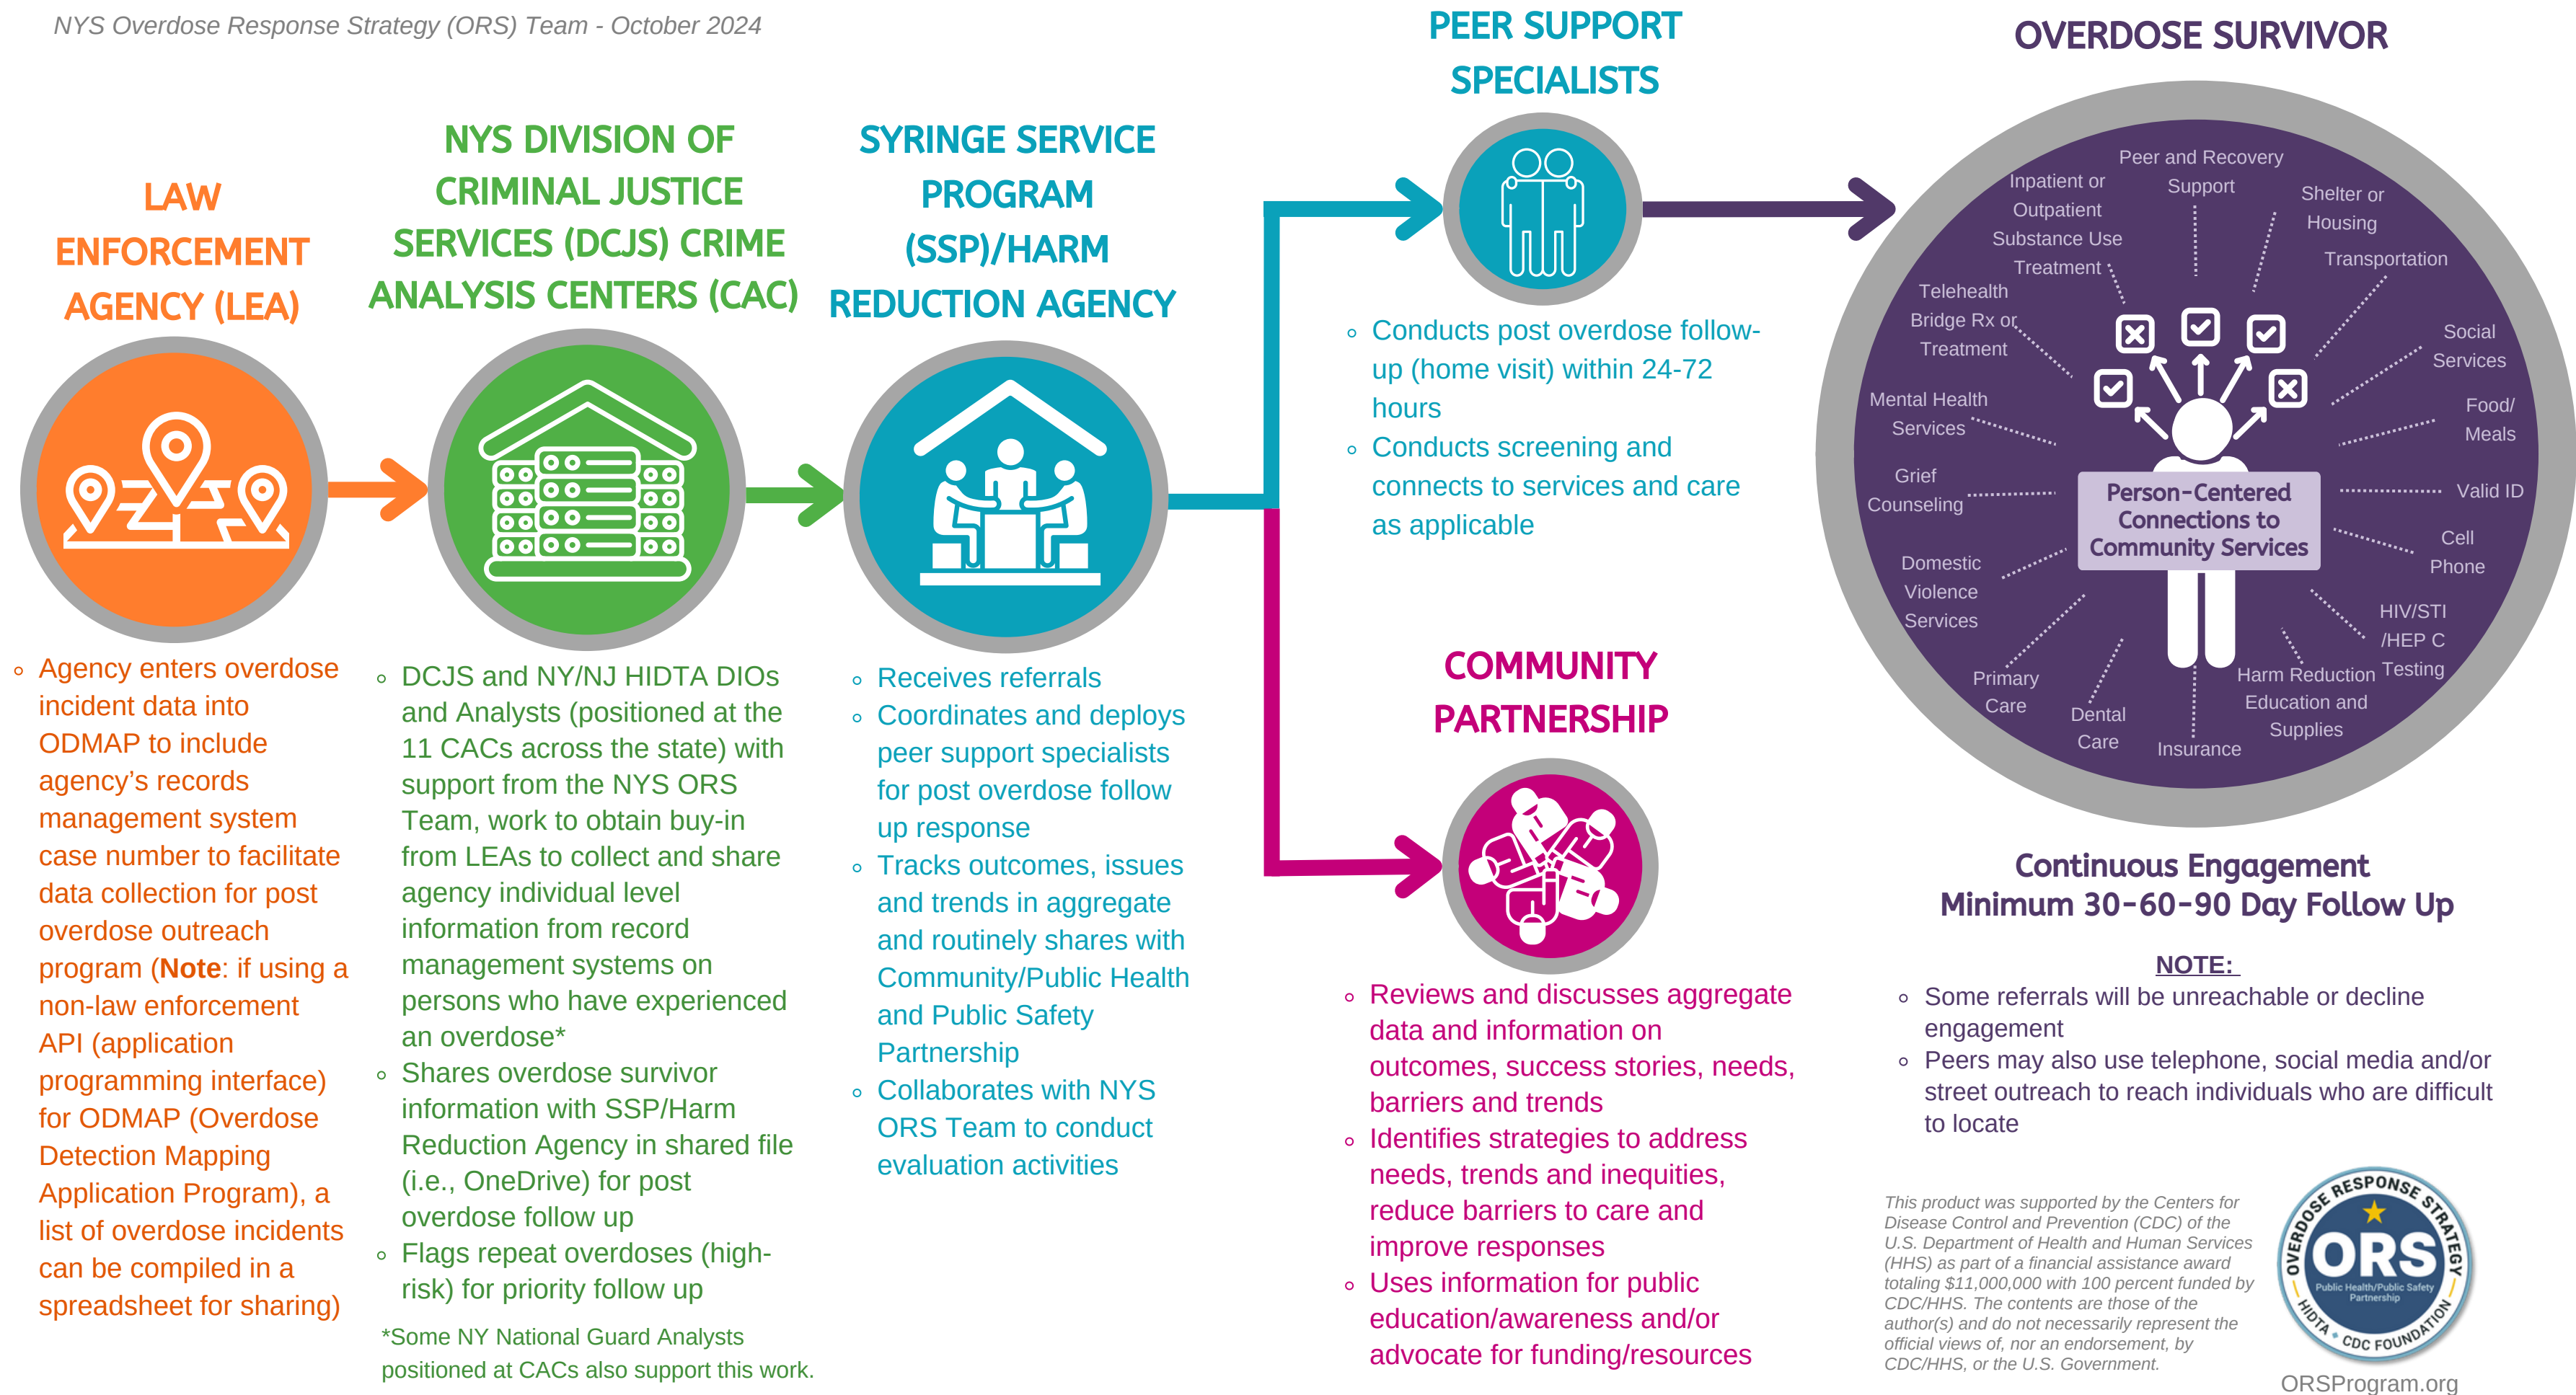 NYS Overdose Response Strategy (ORS) Team - October 2024
LAW
ENFORCEMENT
AGENCY (LEA)
Agency enters overdose
incident data into
ODMAP to include
agency’s records
management system
case number to facilitate
data collection for post
overdose outreach
program (Note: if using a
non-law enforcement
API (application
programming interface)
for ODMAP (Overdose
Detection Mapping
Application Program), a
list of overdose incidents
can be compiled in a
spreadsheet for sharing)
NYS DIVISION OF
CRIMINAL JUSTICE
SERVICES (DCJS) CRIME
ANALYSIS CENTERS (CAC)
DCJS and NY/NJ HIDTA DIOs
and Analysts (positioned at the
11 CACs across the state) with
support from the NYS ORS
Team, work to obtain buy-in
from LEAs to collect and share
agency individual level
information from record
management systems on
persons who have experienced
an overdose*
Shares overdose survivor
information with SSP/Harm
Reduction Agency in shared file
(i.e., OneDrive) for post
overdose follow up
Flags repeat overdoses (high-
risk) for priority follow up
*Some NY National Guard Analysts
positioned at CACs also support this work.
SYRINGE SERVICE
PROGRAM
(SSP)/HARM
REDUCTION AGENCY
Receives referrals
Coordinates and deploys
peer support specialists
for post overdose follow
up response
Tracks outcomes, issues
and trends in aggregate
and routinely shares with
Community/Public Health
and Public Safety
Partnership
Collaborates with NYS
ORS Team to conduct
evaluation activities
PEER SUPPORT
SPECIALISTS
Conducts post overdose follow-
up (home visit) within 24-72
hours
Conducts screening and
connects to services and care
as applicable
COMMUNITY
PARTNERSHIP
Reviews and discusses aggregate
data and information on
outcomes, success stories, needs,
barriers and trends
Identifies strategies to address
needs, trends and inequities,
reduce barriers to care and
improve responses
Uses information for public
education/awareness and/or
advocate for funding/resources
OVERDOSE SURVIVOR
Peer and Recovery
Support
Shelter or
Housing
Transportation
Social
Services
Food/
Meals
Valid ID
Cell
Phone
HIV/STI
/HEP C
Testing
Harm Reduction
Education and
Supplies
Insurance
Dental
Care
Primary
Care
Domestic
Violence
Services
Grief
Counseling
Mental Health
Services
Telehealth
Bridge Rx or
Treatment
Inpatient or
Outpatient
Substance Use
Treatment
Person-Centered
Connections to
Community Services
Continuous Engagement
Minimum 30-60-90 Day Follow Up
NOTE:
Some referrals will be unreachable or decline
engagement
Peers may also use telephone, social media and/or
street outreach to reach individuals who are difficult
to locate
This product was supported by the Centers for
Disease Control and Prevention (CDC) of the
U.S. Department of Health and Human Services
(HHS) as part of a financial assistance award
totaling $11,000,000 with 100 percent funded by
CDC/HHS. The contents are those of the
author(s) and do not necessarily represent the
official views of, nor an endorsement, by
CDC/HHS, or the U.S. Government.
OVERDOSE RESPONSE STRATEGY
ORS
Public Health/Public Safety
Partnership
HIDTA • CDC FOUNDATION
ORSProgram.org